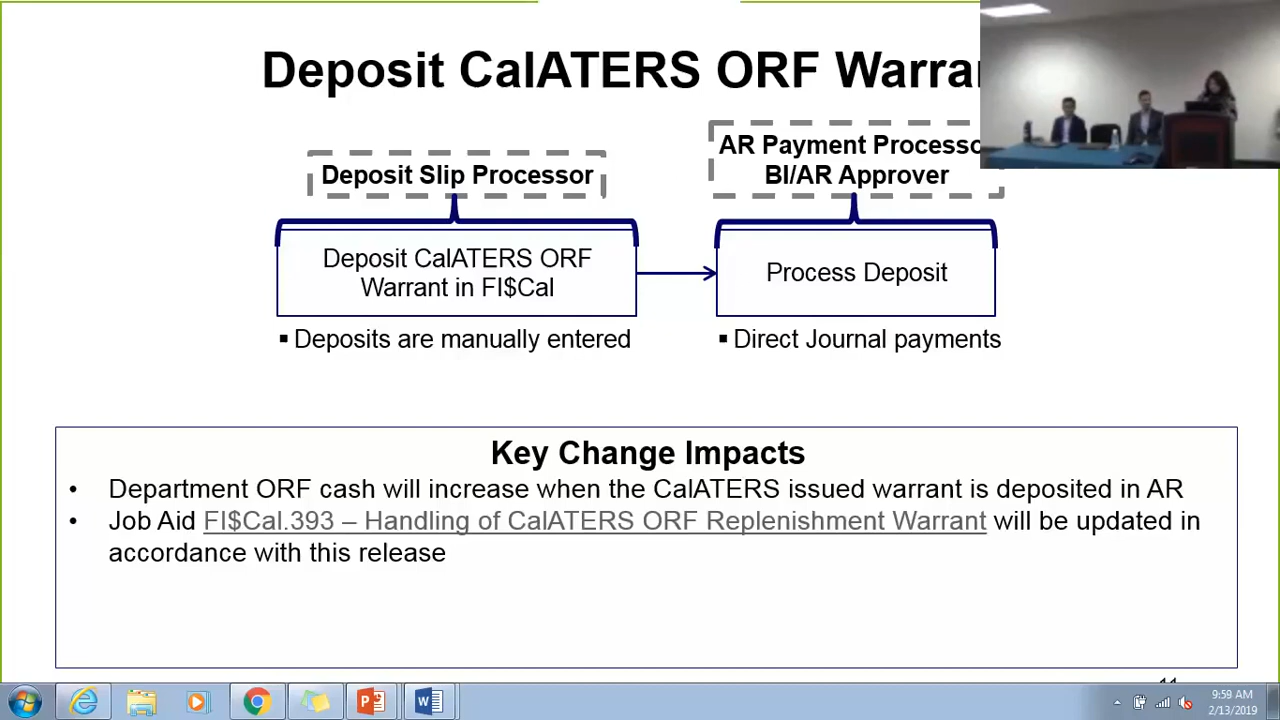 Deposit CalATERS ORF
Deposit Slip Processor
AR Payment
BI/AR Approver
Deposit CalATERS ORF
Warrant in FI$Cal
Process Deposit
▪ Deposits are manually entered
▪ Direct Journal payments
Key Change Impacts
• Department ORF cash will increase when the CalATERS issued warrant is deposited in AR
• Job Aid FI$Cal.393 – Handling of CalATERS ORF Replenishment Warrant will be updated in
accordance with this release
9:59 AM
2/13/2019